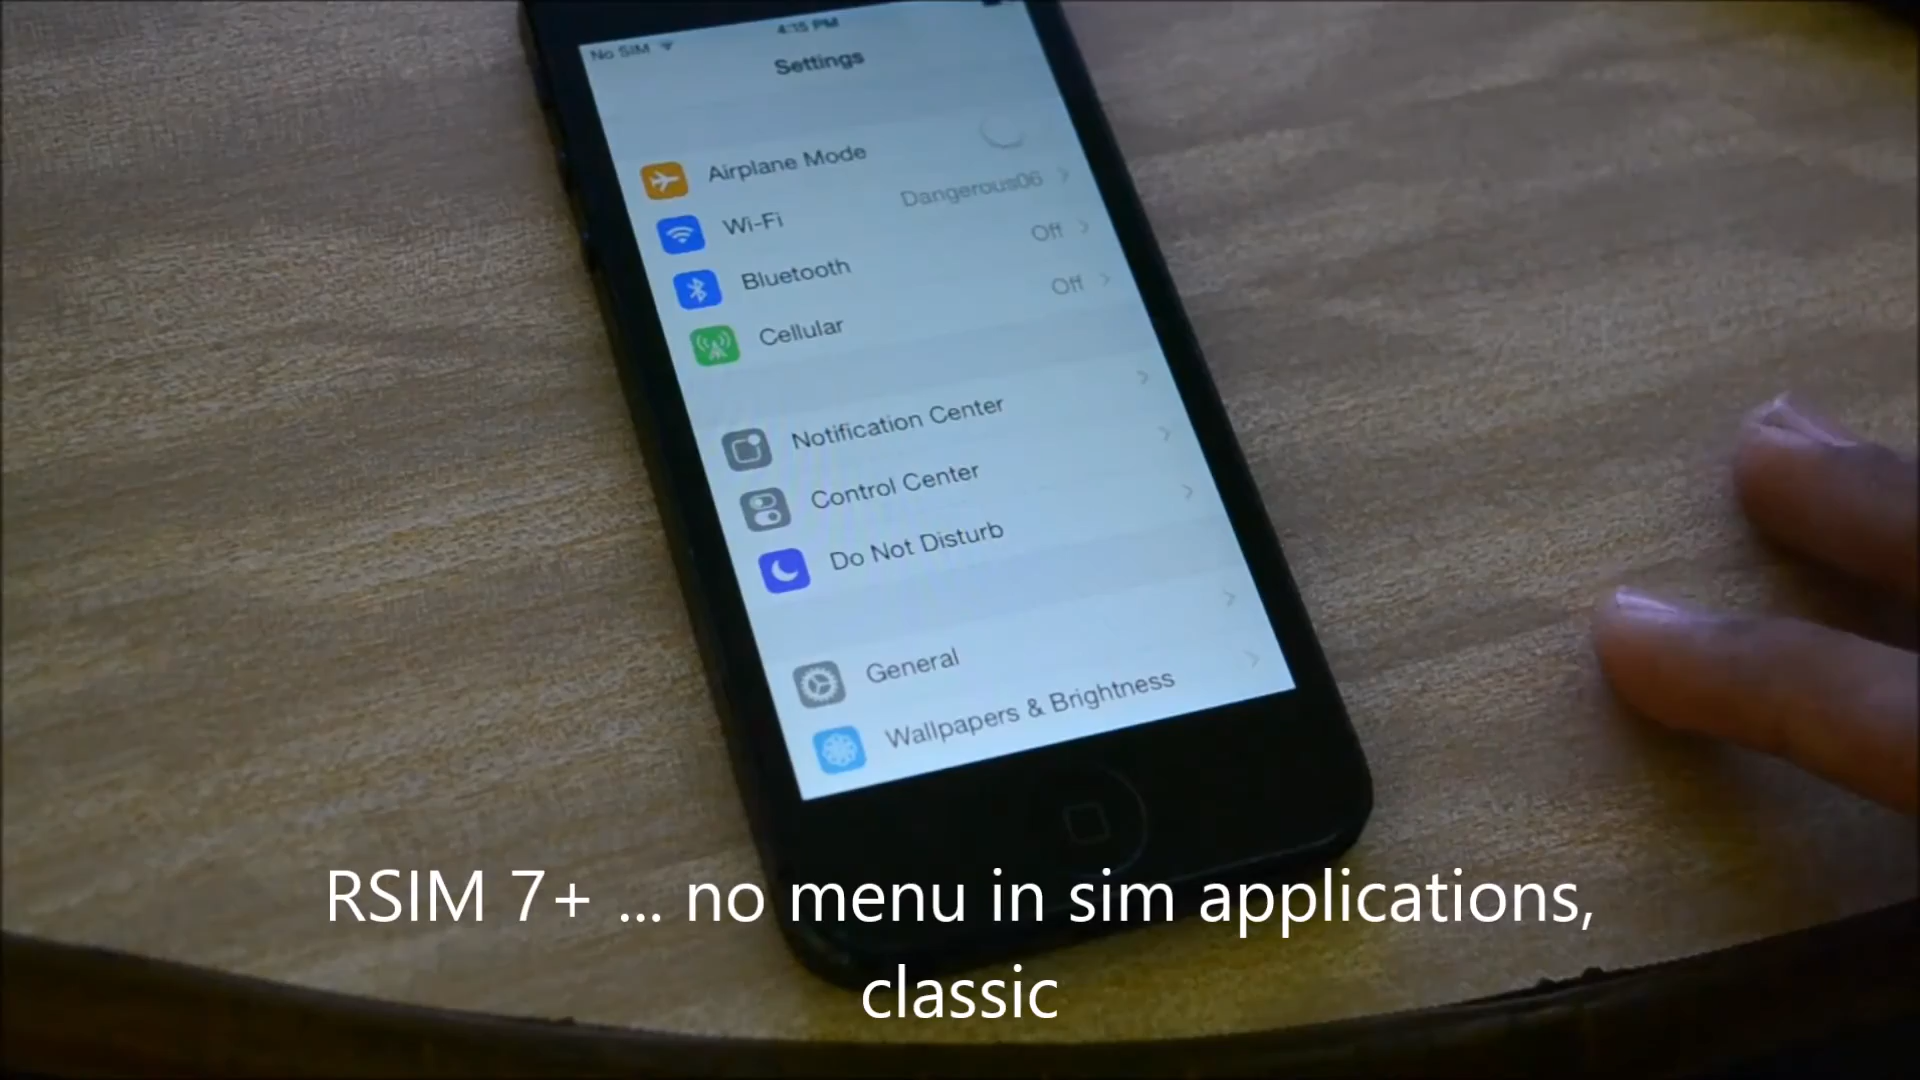 No SIM 4:15 PM
Settings
Airplane Mode
Wi-Fi Dangerous06
Bluetooth Off
Cellular Off
Notification Center
Control Center
Do Not Disturb
General
Wallpapers & Brightness
RSIM 7+ ... no menu in sim applications,
classic